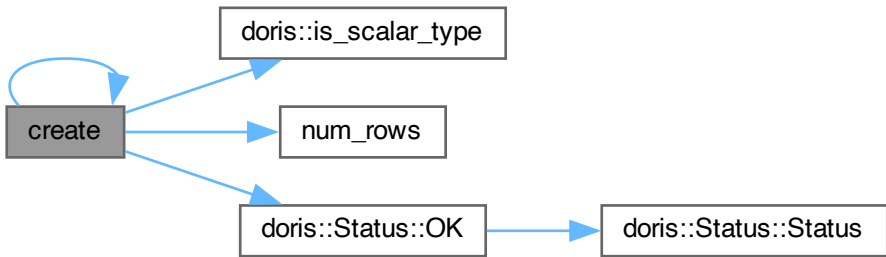 doris::is_scalar_type
create
num_rows
doris::Status::OK
doris::Status::Status